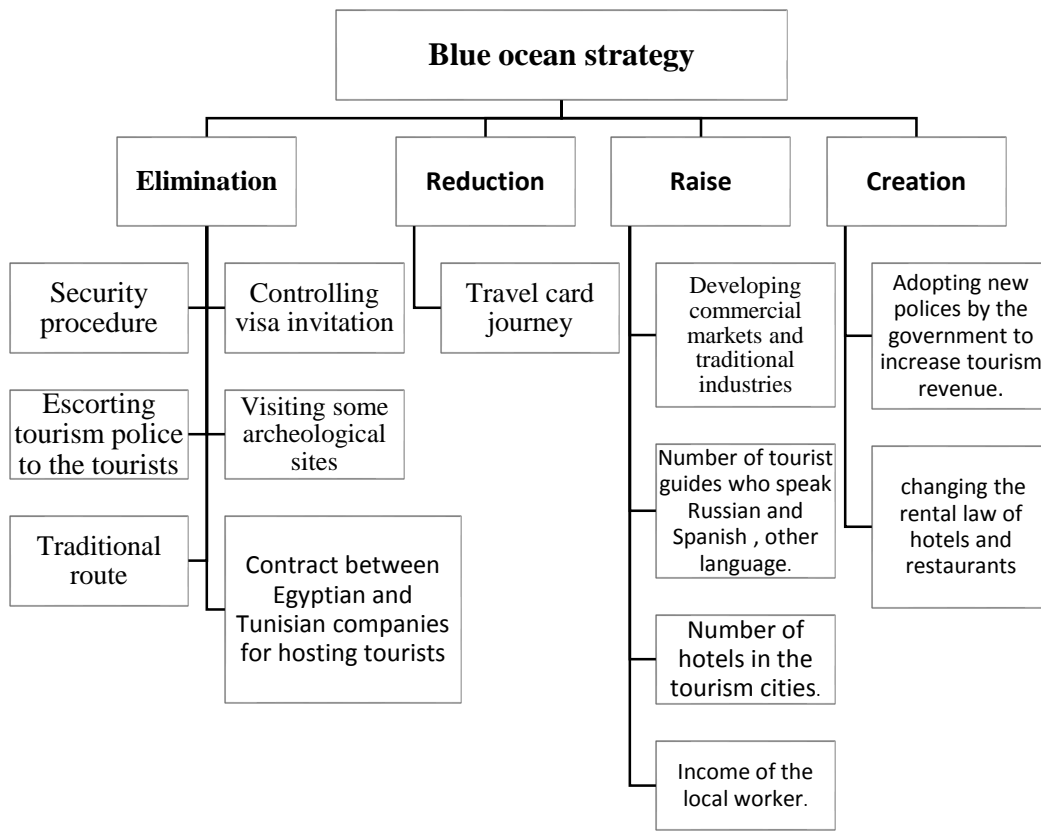 Blue ocean strategy
Elimination
Reduction
Raise
Creation
Security
procedure
Controlling
visa invitation
Escorting
tourism police
to the tourists
Visiting some
archeological
sites
Traditional
route
Contract between
Egyptian and
Tunisian companies
for hosting tourists
Travel card
journey
Developing
commercial
markets and
traditional
industries
Number of tourist
guides who speak
Russian and
Spanish , other
language.
Number of
hotels in the
tourism cities.
Income of the
local worker.
Adopting new
polices by the
government to
increase tourism
revenue.
changing the
rental law of
hotels and
restaurants